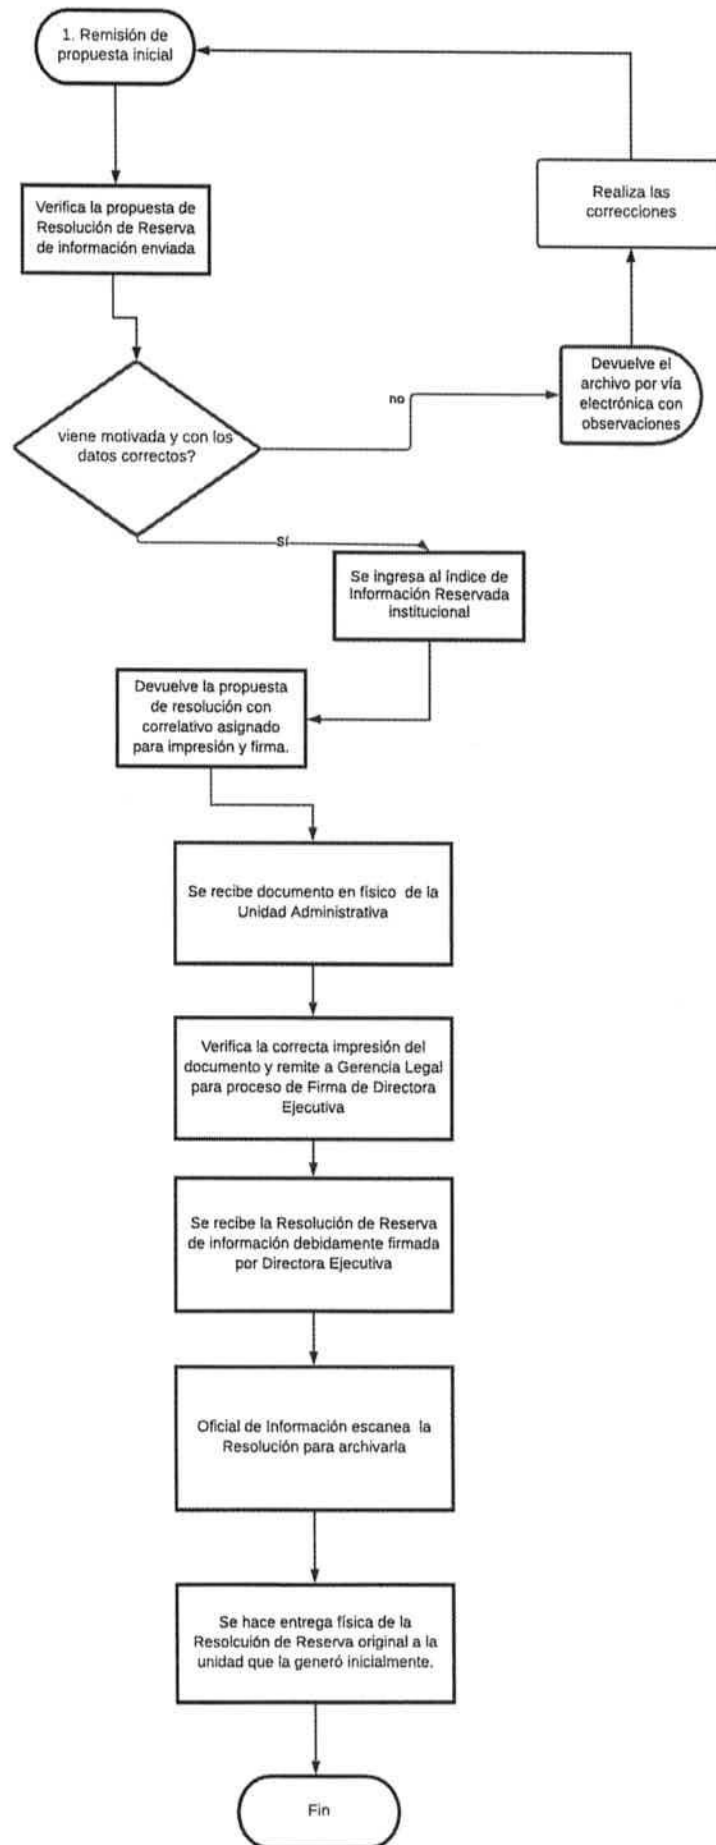 1. Remisión de
propuesta inicial
Verifica la propuesta de
Resolución de Reserva
de información enviada
Realiza las
correcciones
Devuelve el
archivo por vía
electrónica con
observaciones
no
viene motivada y con los
datos correctos?
Sí
Se ingresa al índice de
Información Reservada
institucional
Devuelve la propuesta
de resolución con
correlativo asignado
para impresión y firma.
Se recibe documento en físico de la
Unidad Administrativa
Verifica la correcta impresión del
documento y remite a Gerencia Legal
para proceso de Firma de Directora
Ejecutiva
Se recibe la Resolución de Reserva
de información debidamente firmada
por Directora Ejecutiva
Oficial de Información escanea la
Resolución para archivarla
Se hace entrega física de la
Resolcuión de Reserva original a la
unidad que la generó inicialmente.
Fin